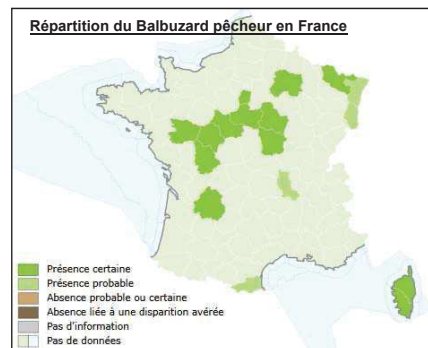 Répartition du Balbuzard pêcheur en France
Présence certaine
Présence probable
Absence probable ou certaine
Absence liée à une disparition avérée
Pas d'information
Pas de données